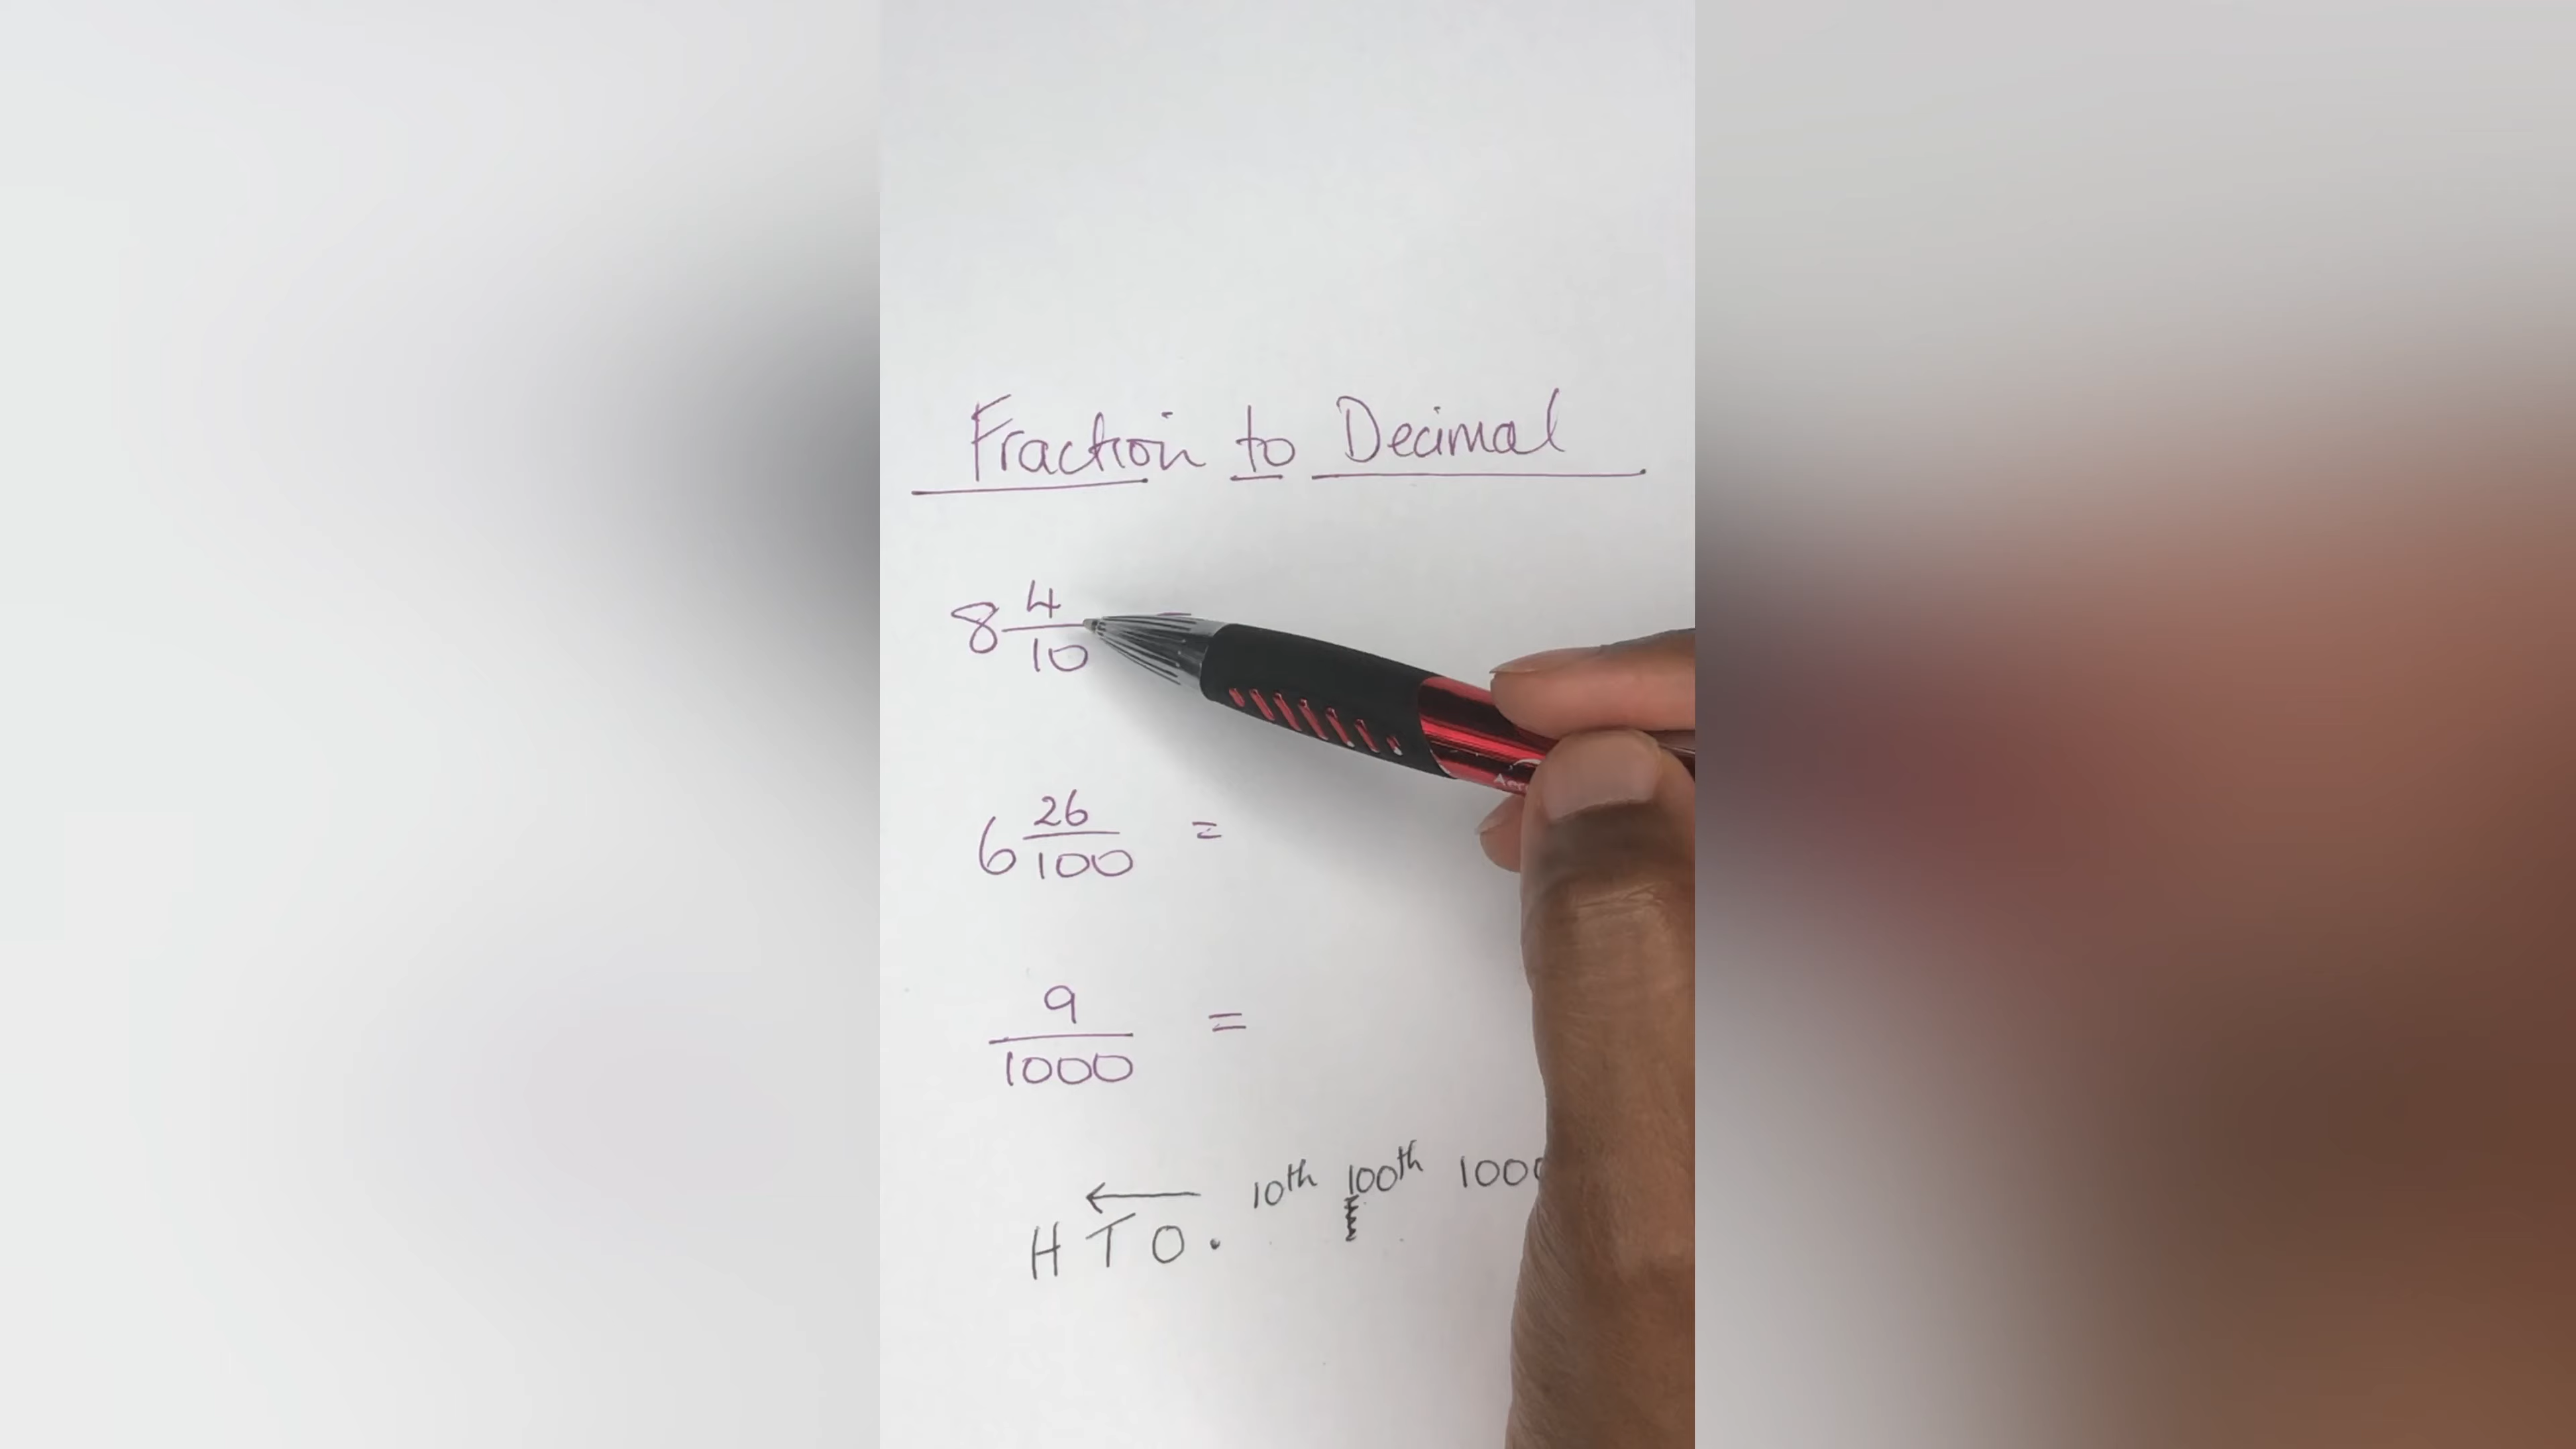 Fraction to Decimal
8 4/10
6 26/100 =
9/1000 =
← 10th 100th
H T O .